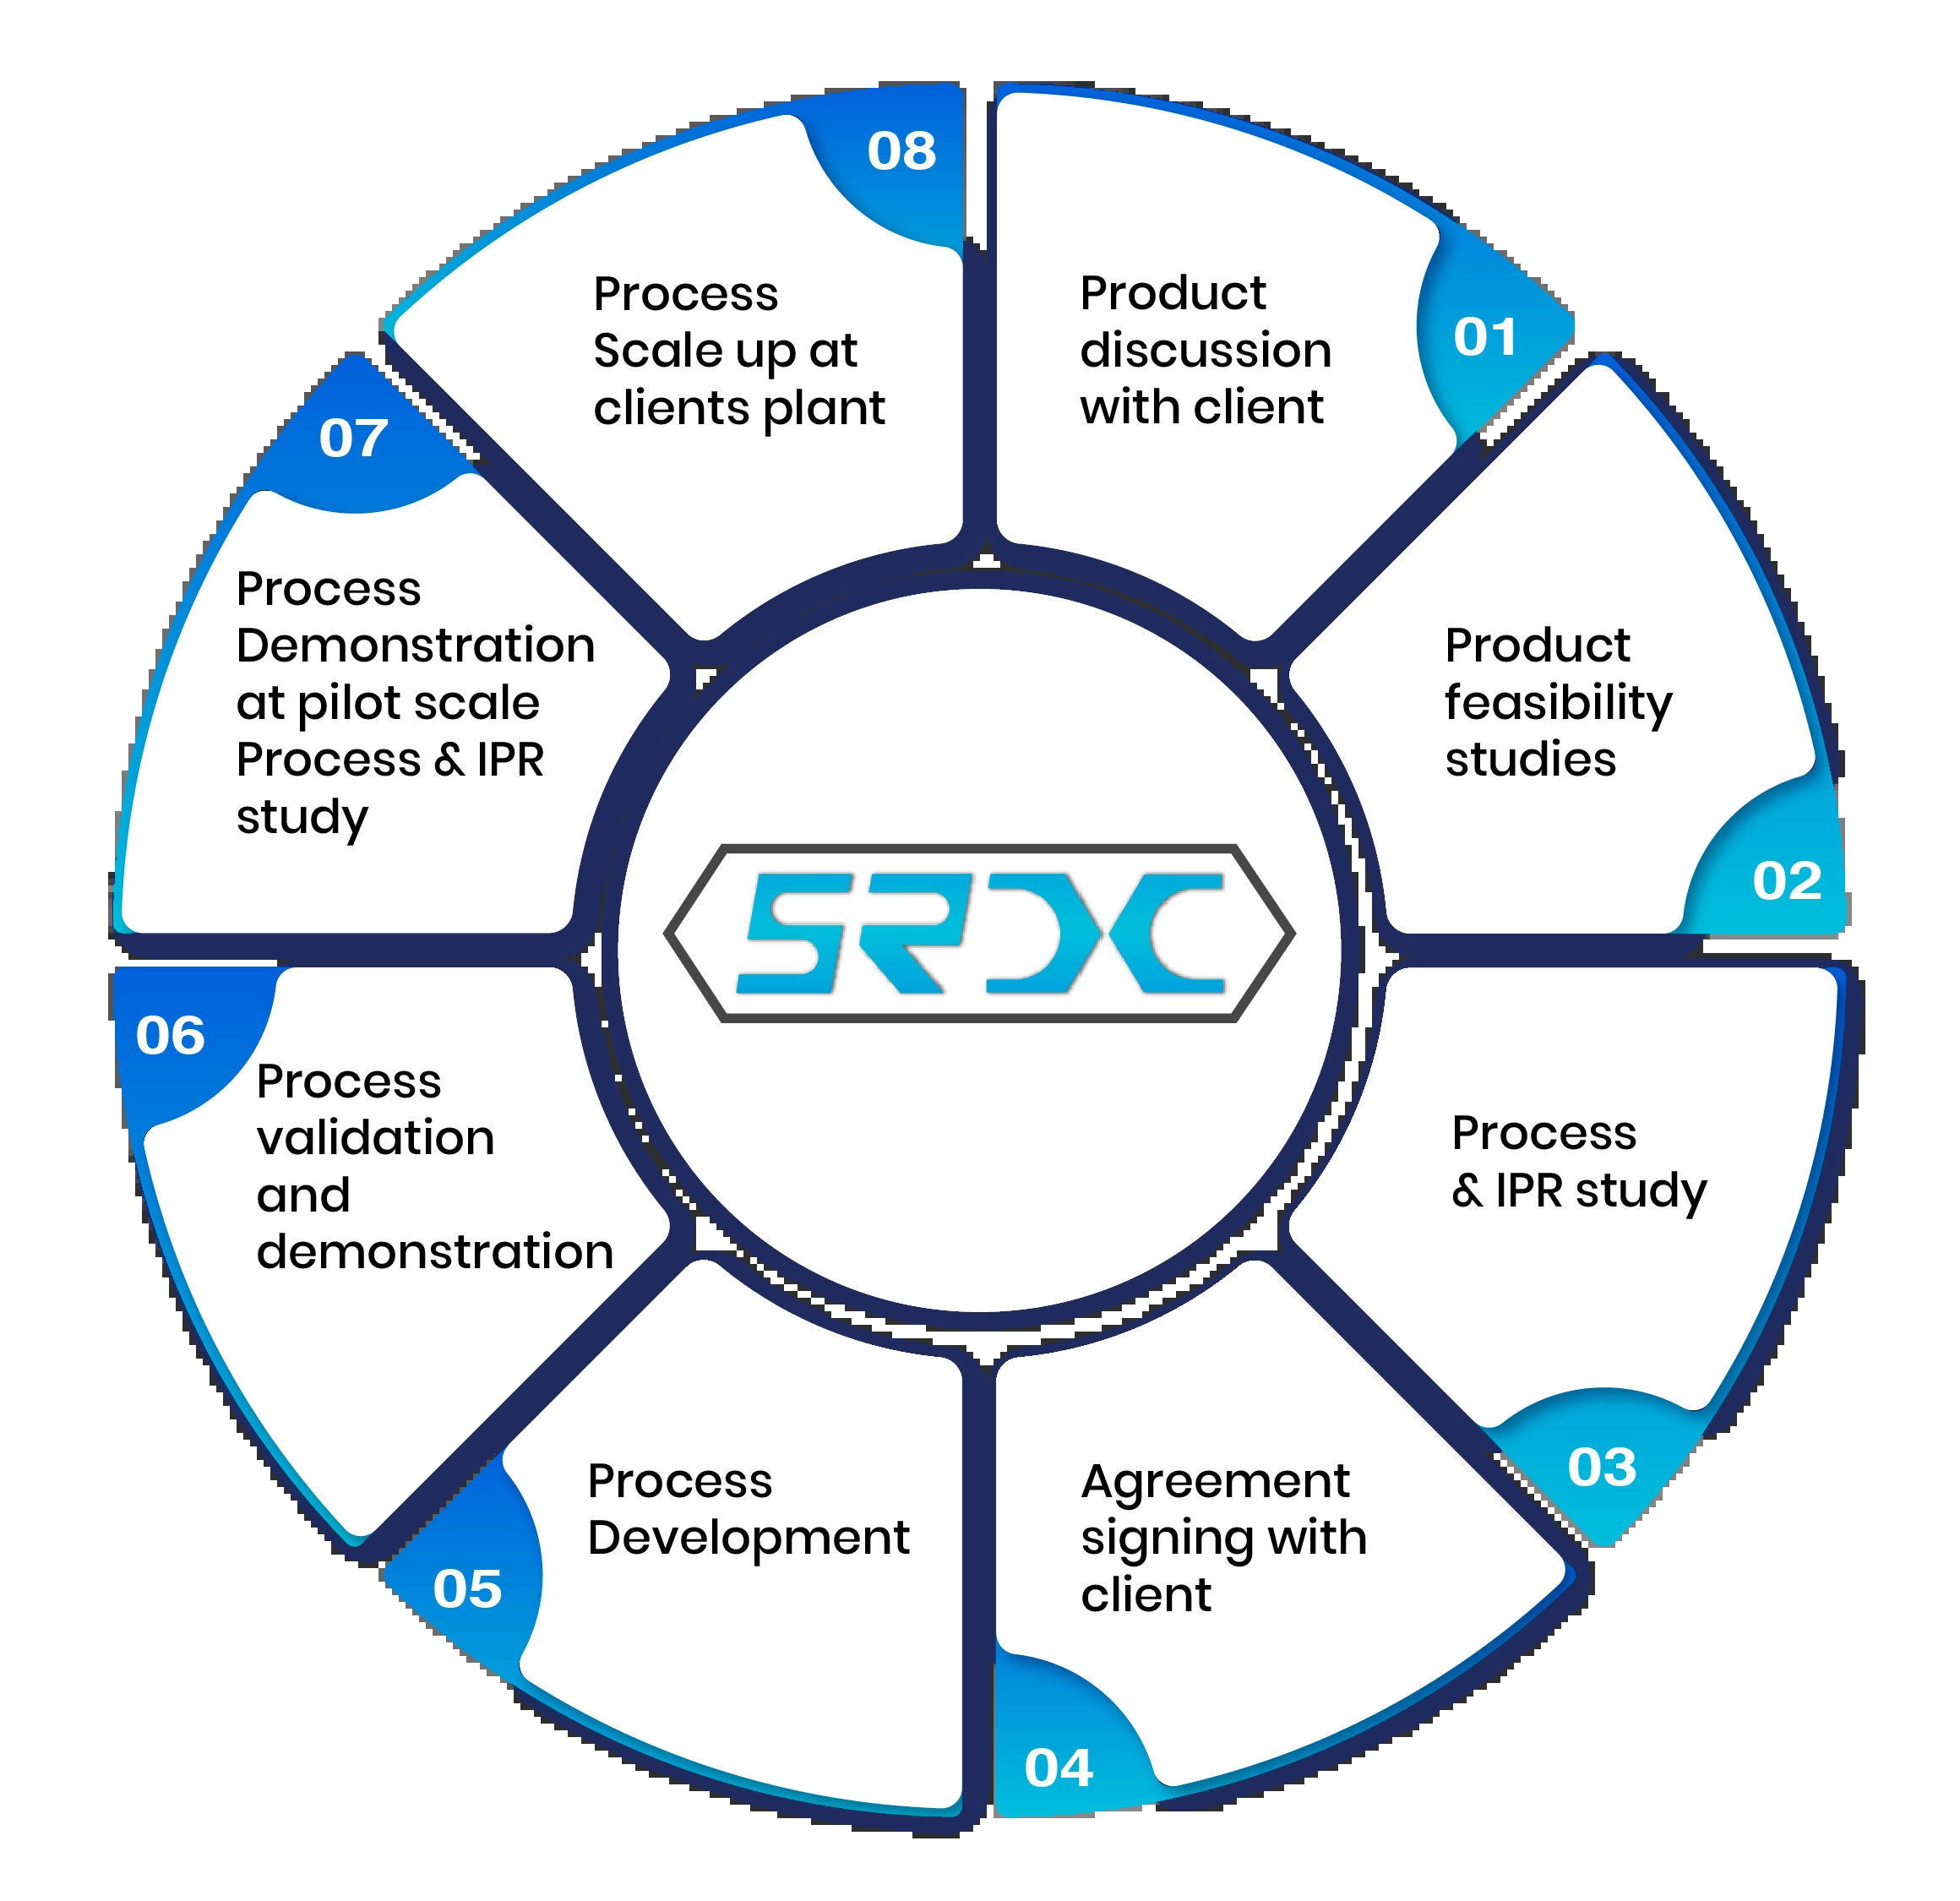 01
Product
discussion
with client
02
Product
feasibility
studies
03
Process
& IPR study
04
Agreement
signing with
client
05
Process
Development
06
Process
validation
and
demonstration
07
Process
Demonstration
at pilot scale
Process & IPR
study
08
Process
Scale up at
clients plant
SRDC